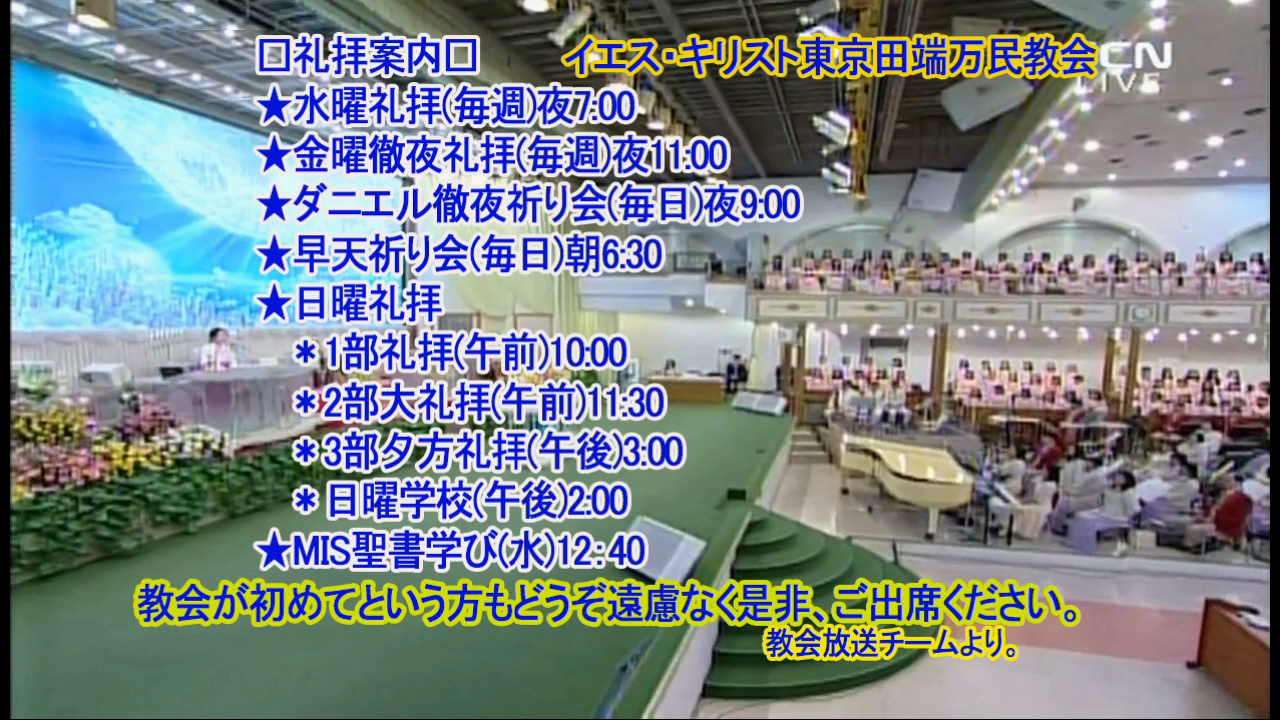 □礼拝案内□ イエス・キリスト東京田端万民教会
CN
LIVE
★水曜礼拝(毎週)夜7:00
★金曜徹夜礼拝(毎週)夜11:00
★ダニエル徹夜祈り会(毎日)夜9:00
★早天祈り会(毎日)朝6:30
★日曜礼拝
＊1部礼拝(午前)10:00
＊2部大礼拝(午前)11:30
＊3部夕方礼拝(午後)3:00
＊日曜学校(午後)2:00
★MIS聖書学び(水)12:40
教会が初めてという方もどうぞ遠慮なく是非、ご出席ください。
教会放送チームより。